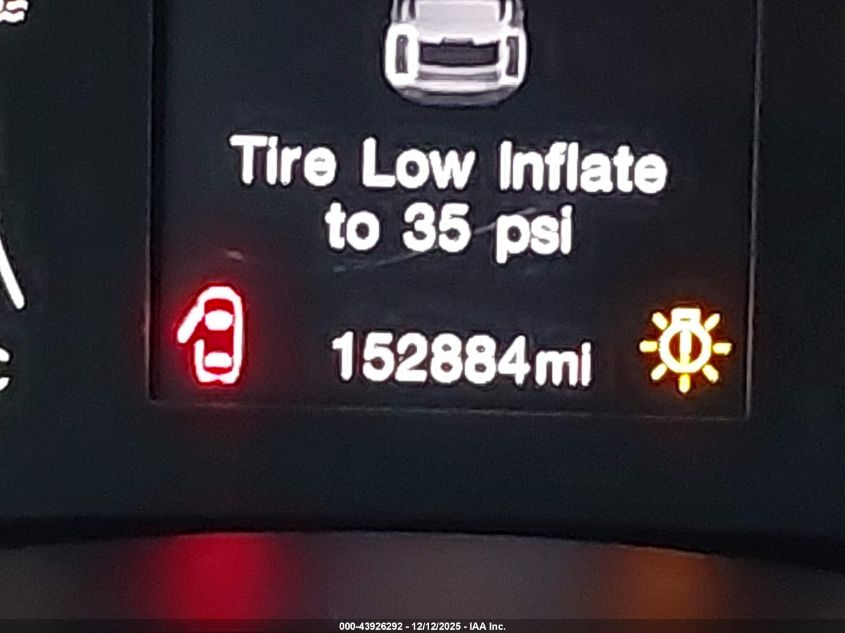 Tire Low Inflate
to 35 psi
152884mi
C
000-43926292 - 12/12/2025 - IAA Inc.